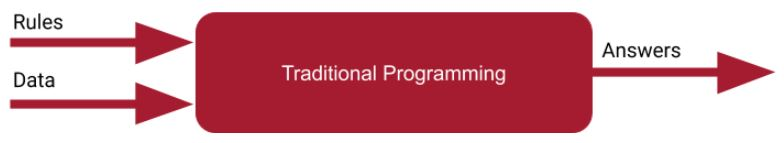 Rules
Data
Traditional Programming
Answers